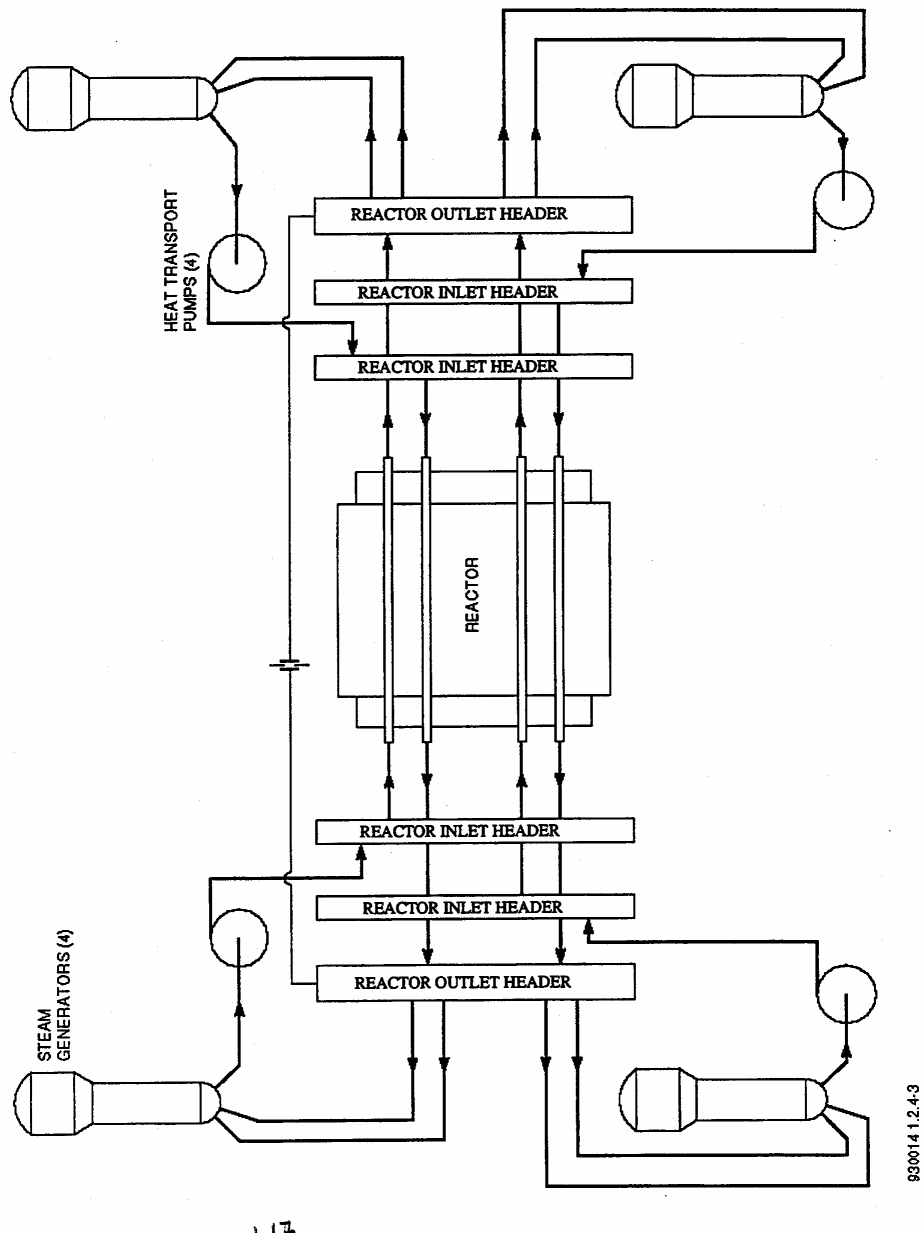 HEAT TRANSPORT
PUMPS (4)
REACTOR OUTLET HEADER
REACTOR INLET HEADER
REACTOR INLET HEADER
REACTOR
REACTOR INLET HEADER
REACTOR INLET HEADER
REACTOR OUTLET HEADER
STEAM
GENERATORS (4)
930014 1.2.4-3